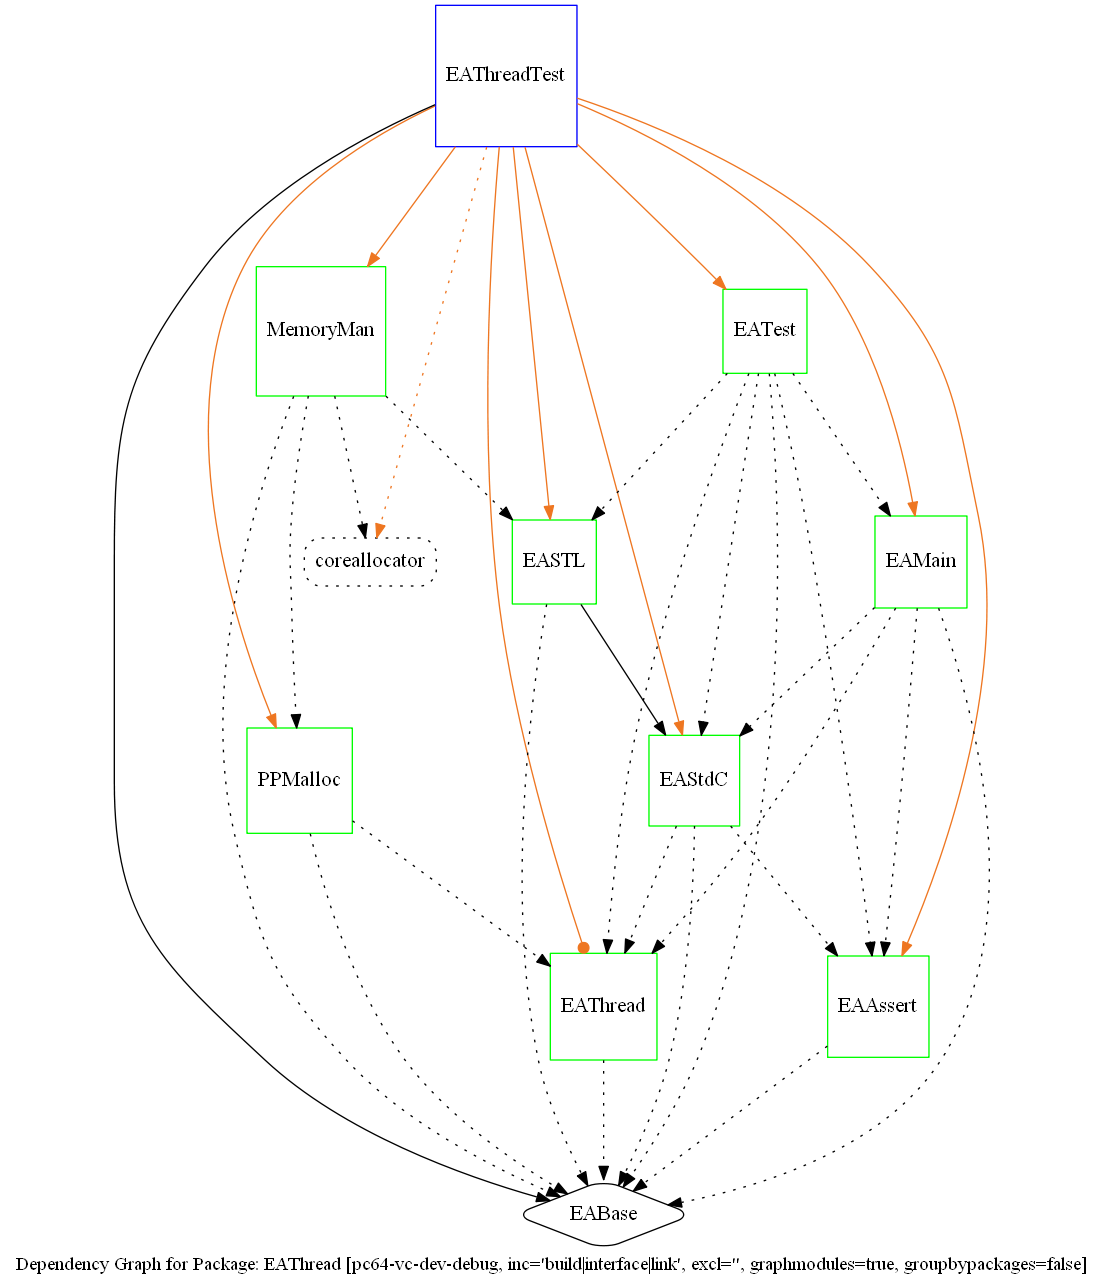 EAThreadTest
MemoryMan
EATest
coreallocator
EASTL
EAMain
PPMalloc
EAStdC
EAThread
EAAssert
EABase
Dependency Graph for Package: EAThread [pc64-vc-dev-debug, inc='build|interface|link', excl='', graphmodules=true, groupbypackages=false]